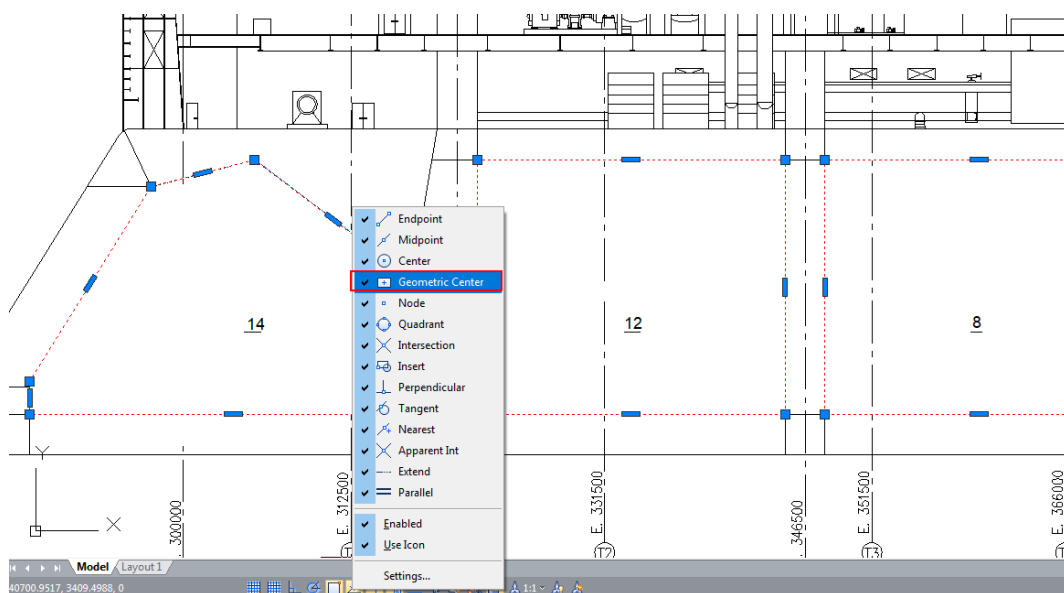 Endpoint
Midpoint
Center
Geometric Center
Node
Quadrant
Intersection
Insert
Perpendicular
Tangent
Nearest
Apparent Int
Extend
Parallel
Enabled
Use Icon
Settings...
14
12
8
Y
X
300000
E. 312500
E. 331500
346500
E. 351500
E. 366000
T2
T3
Model
Layout1
40700.9517, 3409.4988, 0
1:1